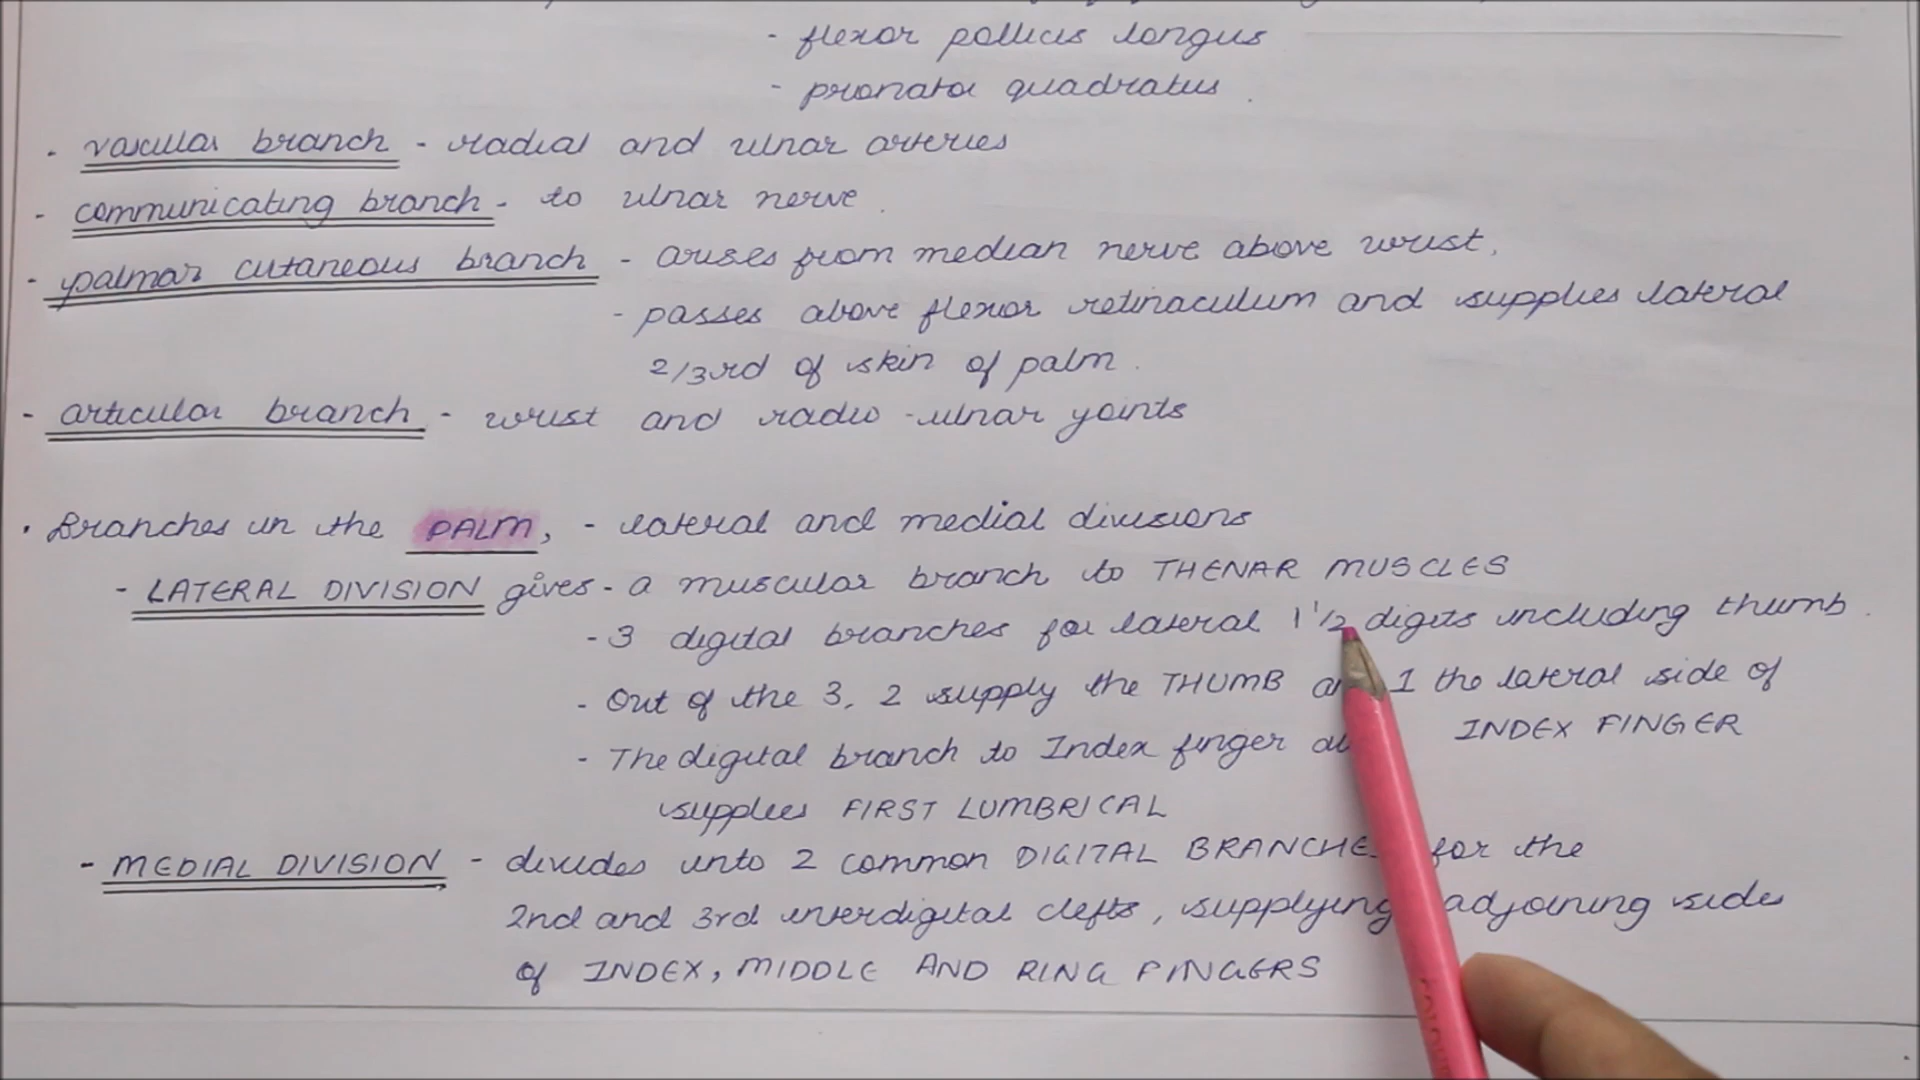 - flexor pollicis longus
- pronator quadratus
- vascular branch - radial and ulnar arteries
- communicating branch - to ulnar nerve
- palmar cutaneous branch - arises from median nerve above wrist,
- passes above flexor retinaculum and supplies lateral
2/3rd of skin of palm.
- articular branch - wrist and radio-ulnar joints
• Branches in the PALM, - lateral and medial divisions
- LATERAL DIVISION gives - a muscular branch to THENAR MUSCLES
- 3 digital branches for lateral 1 1/2 digits including thumb.
- Out of the 3, 2 supply the THUMB 1 the lateral side of
INDEX FINGER
- The digital branch to Index finger
supplies FIRST LUMBRICAL
- MEDIAL DIVISION - divides into 2 common DIGITAL BRANCHE for the
2nd and 3rd interdigital clefts, supplying adjoining side
of INDEX, MIDDLE AND RING FINGERS